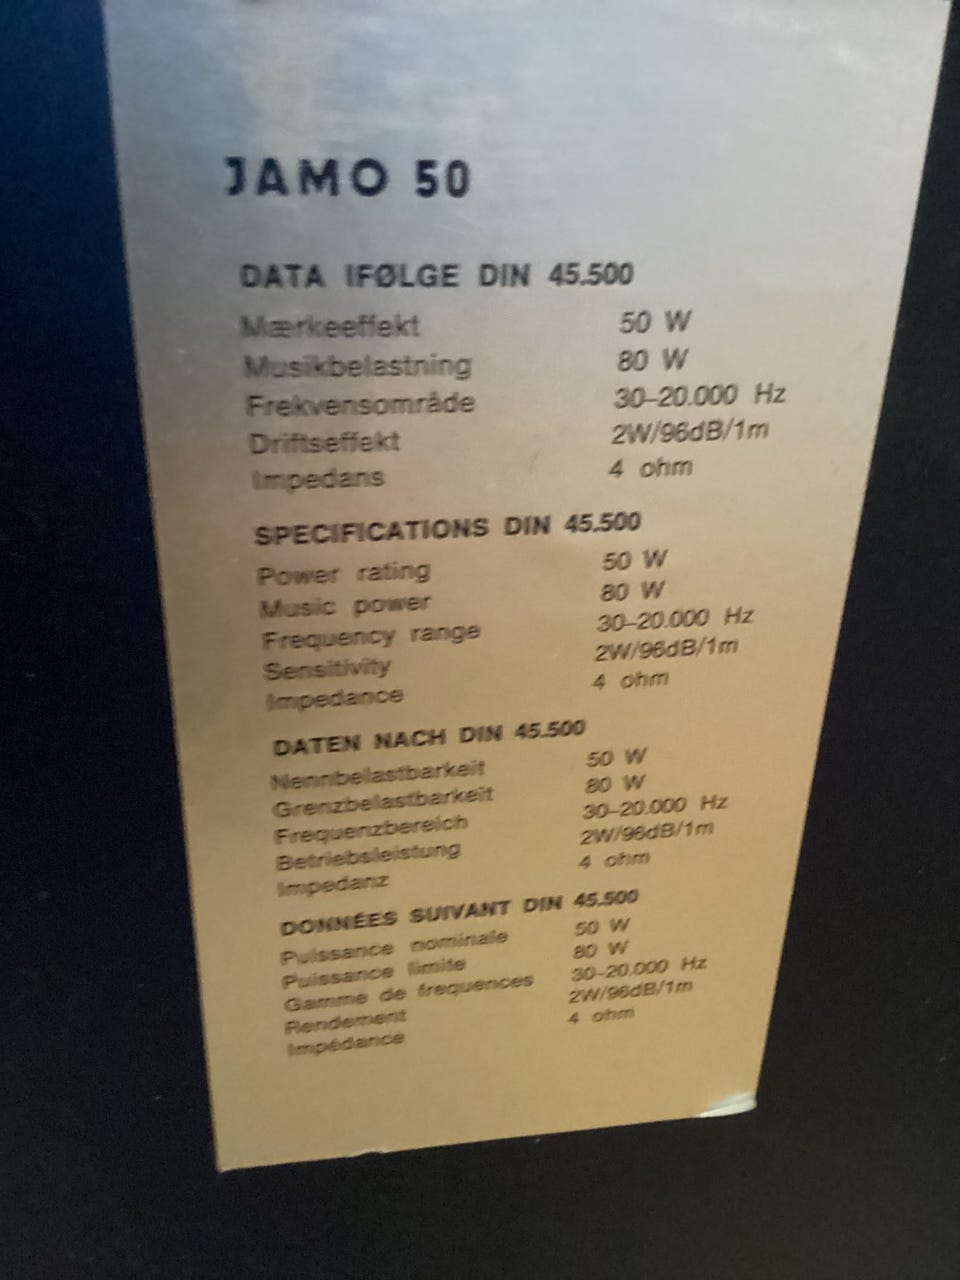 JAMO 50
DATA IFØLGE DIN 45.500
Mærkeeffekt 50 W
Musikbelastning 80 W
Frekvensområde 30–20.000 Hz
Driftseffekt 2W/96dB/1m
Impedans 4 ohm
SPECIFICATIONS DIN 45.500
Power rating 50 W
Music power 80 W
Frequency range 30–20.000 Hz
Sensitivity 2W/96dB/1m
Impedance 4 ohm
DATEN NACH DIN 45.500
Nennbelastbarkeit 50 W
Grenzbelastbarkeit 80 W
Frequenzbereich 30–20.000 Hz
Betriebsleistung 2W/96dB/1m
Impedanz 4 ohm
DONNÉES SUIVANT DIN 45.500
Puissance nominale 50 W
Puissance limite 80 W
Gamme de frequences 30–20.000 Hz
Rendement 2W/96dB/1m
Impédance 4 ohm